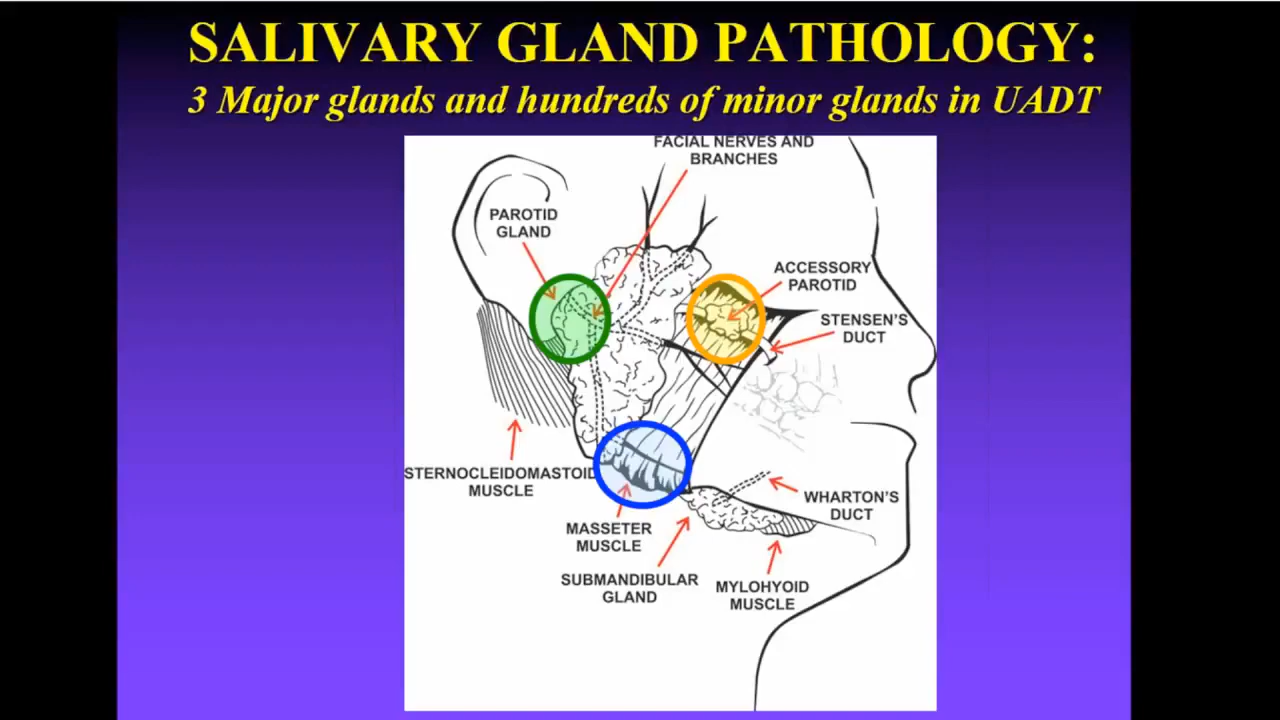 SALIVARY GLAND PATHOLOGY:
3 Major glands and hundreds of minor glands in UADT
FACIAL NERVES AND
BRANCHES
PAROTID
GLAND
ACCESSORY
PAROTID
STENSEN'S
DUCT
STERNOCLEIDOMASTOID
MUSCLE
WHARTON'S
DUCT
MASSETER
MUSCLE
SUBMANDIBULAR
GLAND
MYLOHYOID
MUSCLE